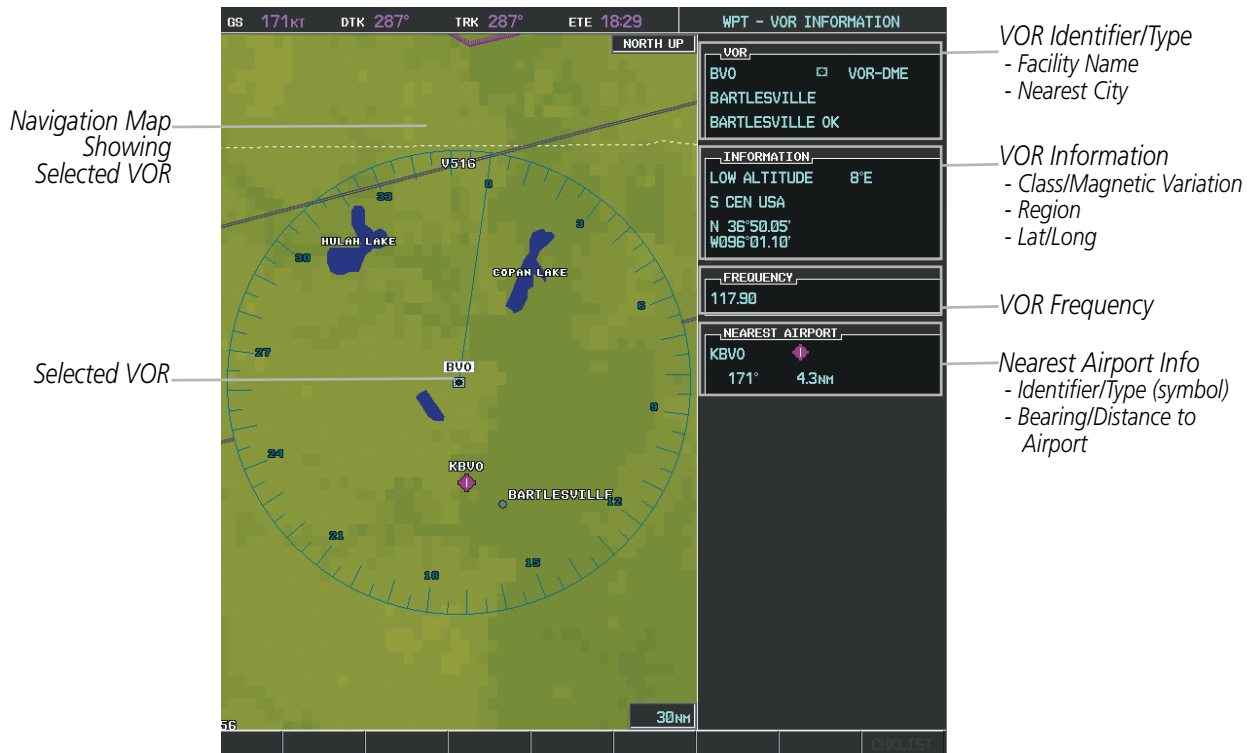 GS 171KT DTK 287° TRK 287° ETE 18:29
WPT - VOR INFORMATION
NORTH UP
VOR
BVO VOR-DME
BARTLESVILLE
BARTLESVILLE OK
INFORMATION
LOW ALTITUDE 8°E
S CEN USA
N 36°50.05'
W096°01.10'
FREQUENCY
117.90
NEAREST AIRPORT
KBVO
171° 4.3NM
VOR Identifier/Type
- Facility Name
- Nearest City
VOR Information
- Class/Magnetic Variation
- Region
- Lat/Long
VOR Frequency
Nearest Airport Info
- Identifier/Type (symbol)
- Bearing/Distance to
Airport
Navigation Map
Showing
Selected VOR
Selected VOR
V516
0
33
3
HULAH LAKE
30
COPAN LAKE
6
27
BVO
9
24
KBVO
BARTLESVILLE
12
21
15
18
30NM
56
CHKLIST